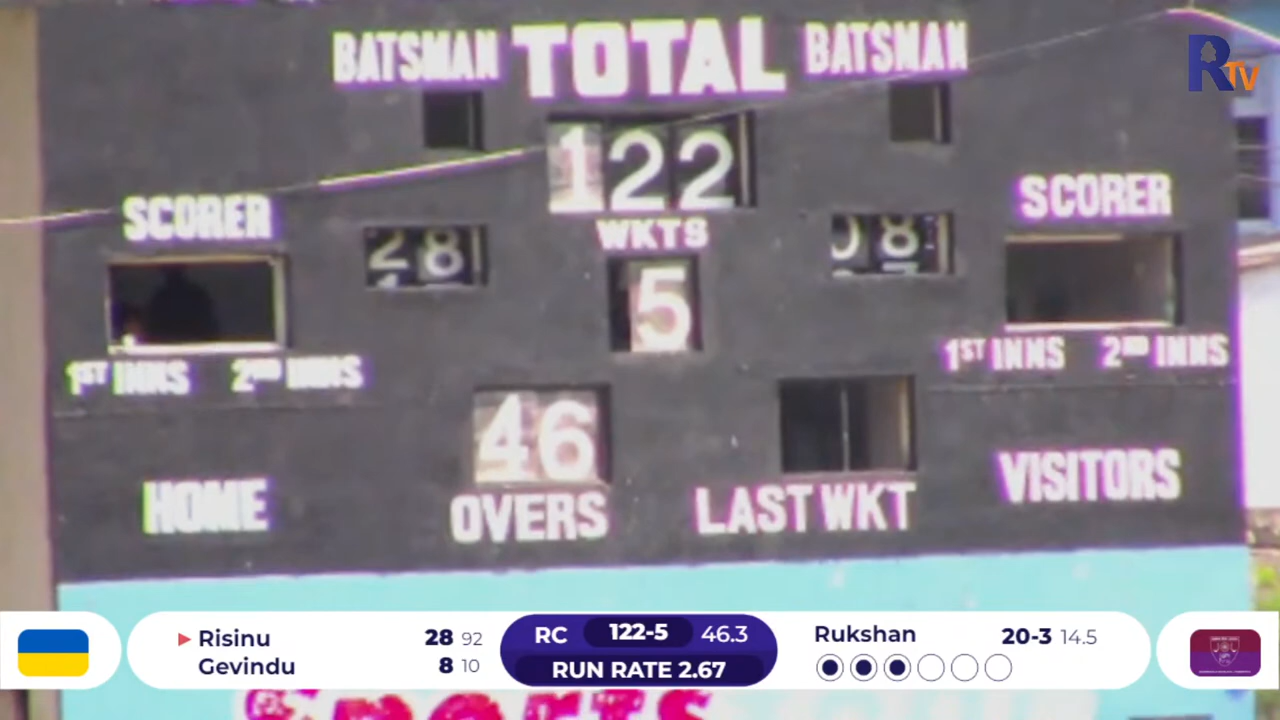 BATSMAN TOTAL BATSMAN
RTV
122
SCORER WKTS SCORER
28 5 08
1ST INNS 2ND INNS 1ST INNS 2ND INNS
46
HOME OVERS LAST WKT VISITORS
Risinu 28 92
Gevindu 8 10
RC 122-5 46.3
RUN RATE 2.67
Rukshan 20-3 14.5